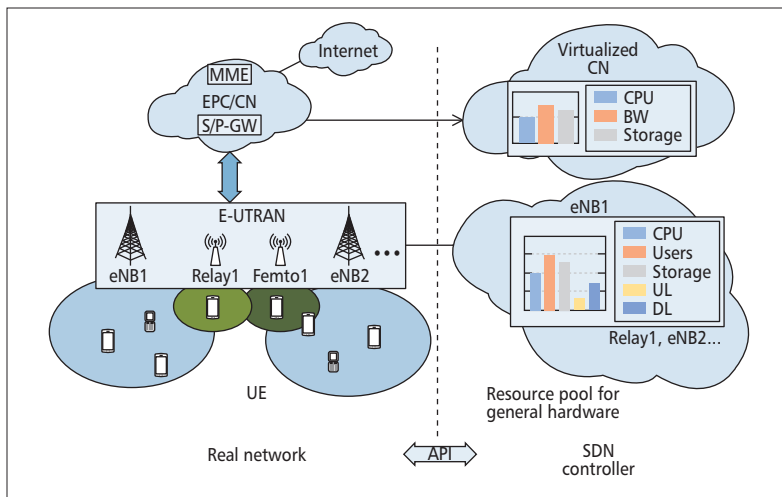 Internet
MME
EPC/CN
S/P-GW
Virtualized
CN
CPU
BW
Storage
E-UTRAN
eNB1
Relay1
Femto1
eNB2
eNB1
CPU
Users
Storage
UL
DL
Relay1, eNB2...
UE
Resource pool for
general hardware
Real network
API
SDN
controller